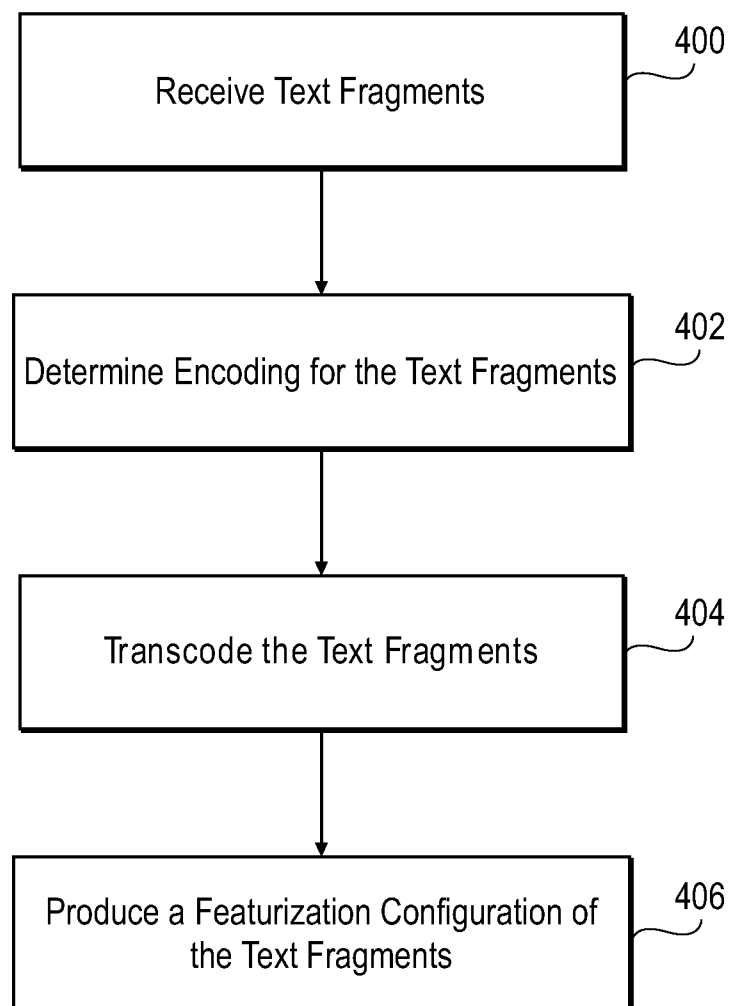 Receive Text Fragments
400
Determine Encoding for the Text Fragments
402
Transcode the Text Fragments
404
Produce a Featurization Configuration of
the Text Fragments
406